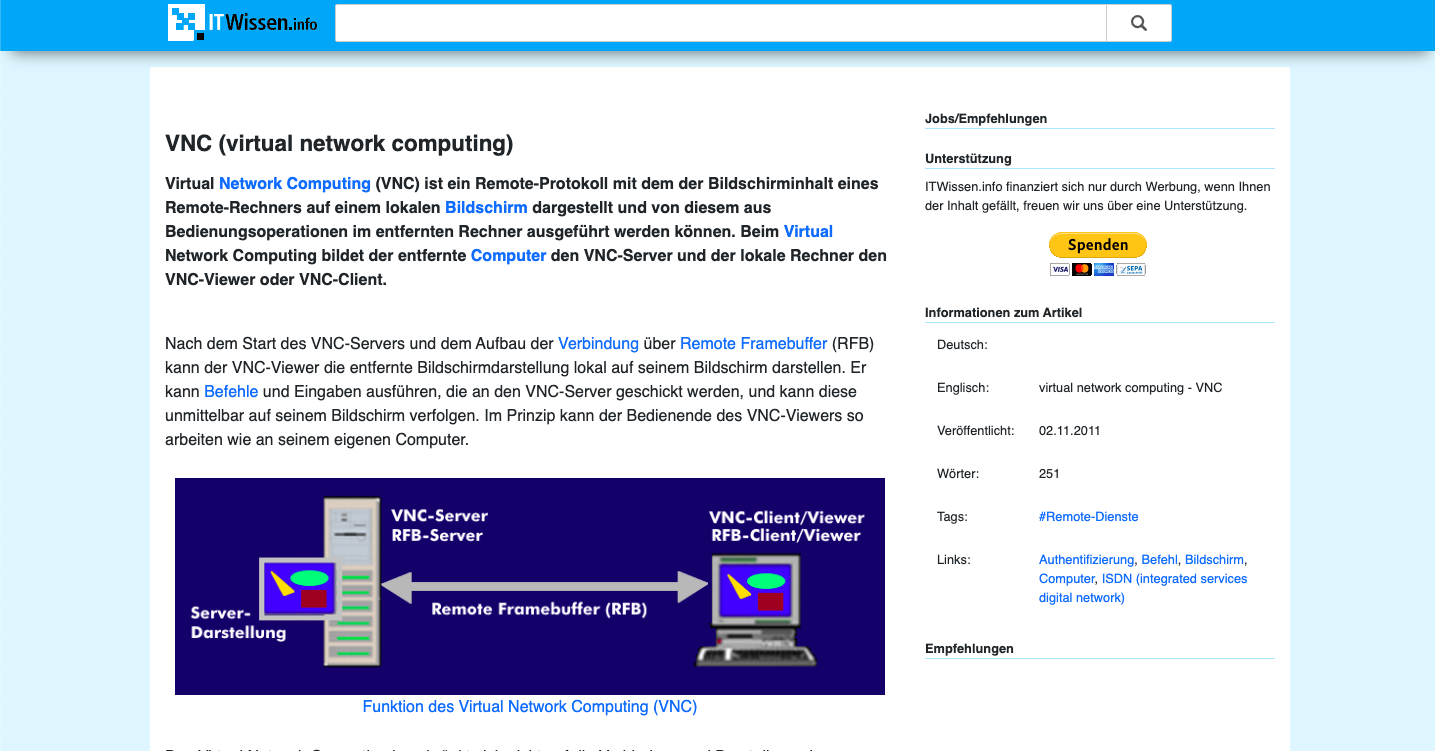 ITWissen.info
VNC (virtual network computing)
Virtual Network Computing (VNC) ist ein Remote-Protokoll mit dem der Bildschirminhalt eines
Remote-Rechners auf einem lokalen Bildschirm dargestellt und von diesem aus
Bedienungsoperationen im entfernten Rechner ausgeführt werden können. Beim Virtual
Network Computing bildet der entfernte Computer den VNC-Server und der lokale Rechner den
VNC-Viewer oder VNC-Client.
Nach dem Start des VNC-Servers und dem Aufbau der Verbindung über Remote Framebuffer (RFB)
kann der VNC-Viewer die entfernte Bildschirmdarstellung lokal auf seinem Bildschirm darstellen. Er
kann Befehle und Eingaben ausführen, die an den VNC-Server geschickt werden, und kann diese
unmittelbar auf seinem Bildschirm verfolgen. Im Prinzip kann der Bedienende des VNC-Viewers so
arbeiten wie an seinem eigenen Computer.
VNC-Server
RFB-Server
VNC-Client/Viewer
RFB-Client/Viewer
Remote Framebuffer (RFB)
Server-
Darstellung
Funktion des Virtual Network Computing (VNC)
Jobs/Empfehlungen
Unterstützung
ITWissen.info finanziert sich nur durch Werbung, wenn Ihnen
der Inhalt gefällt, freuen wir uns über eine Unterstützung.
Spenden
VISA
SEPA
Informationen zum Artikel
Deutsch:
Englisch: virtual network computing - VNC
Veröffentlicht: 02.11.2011
Wörter: 251
Tags: #Remote-Dienste
Links: Authentifizierung, Befehl, Bildschirm,
Computer, ISDN (integrated services
digital network)
Empfehlungen